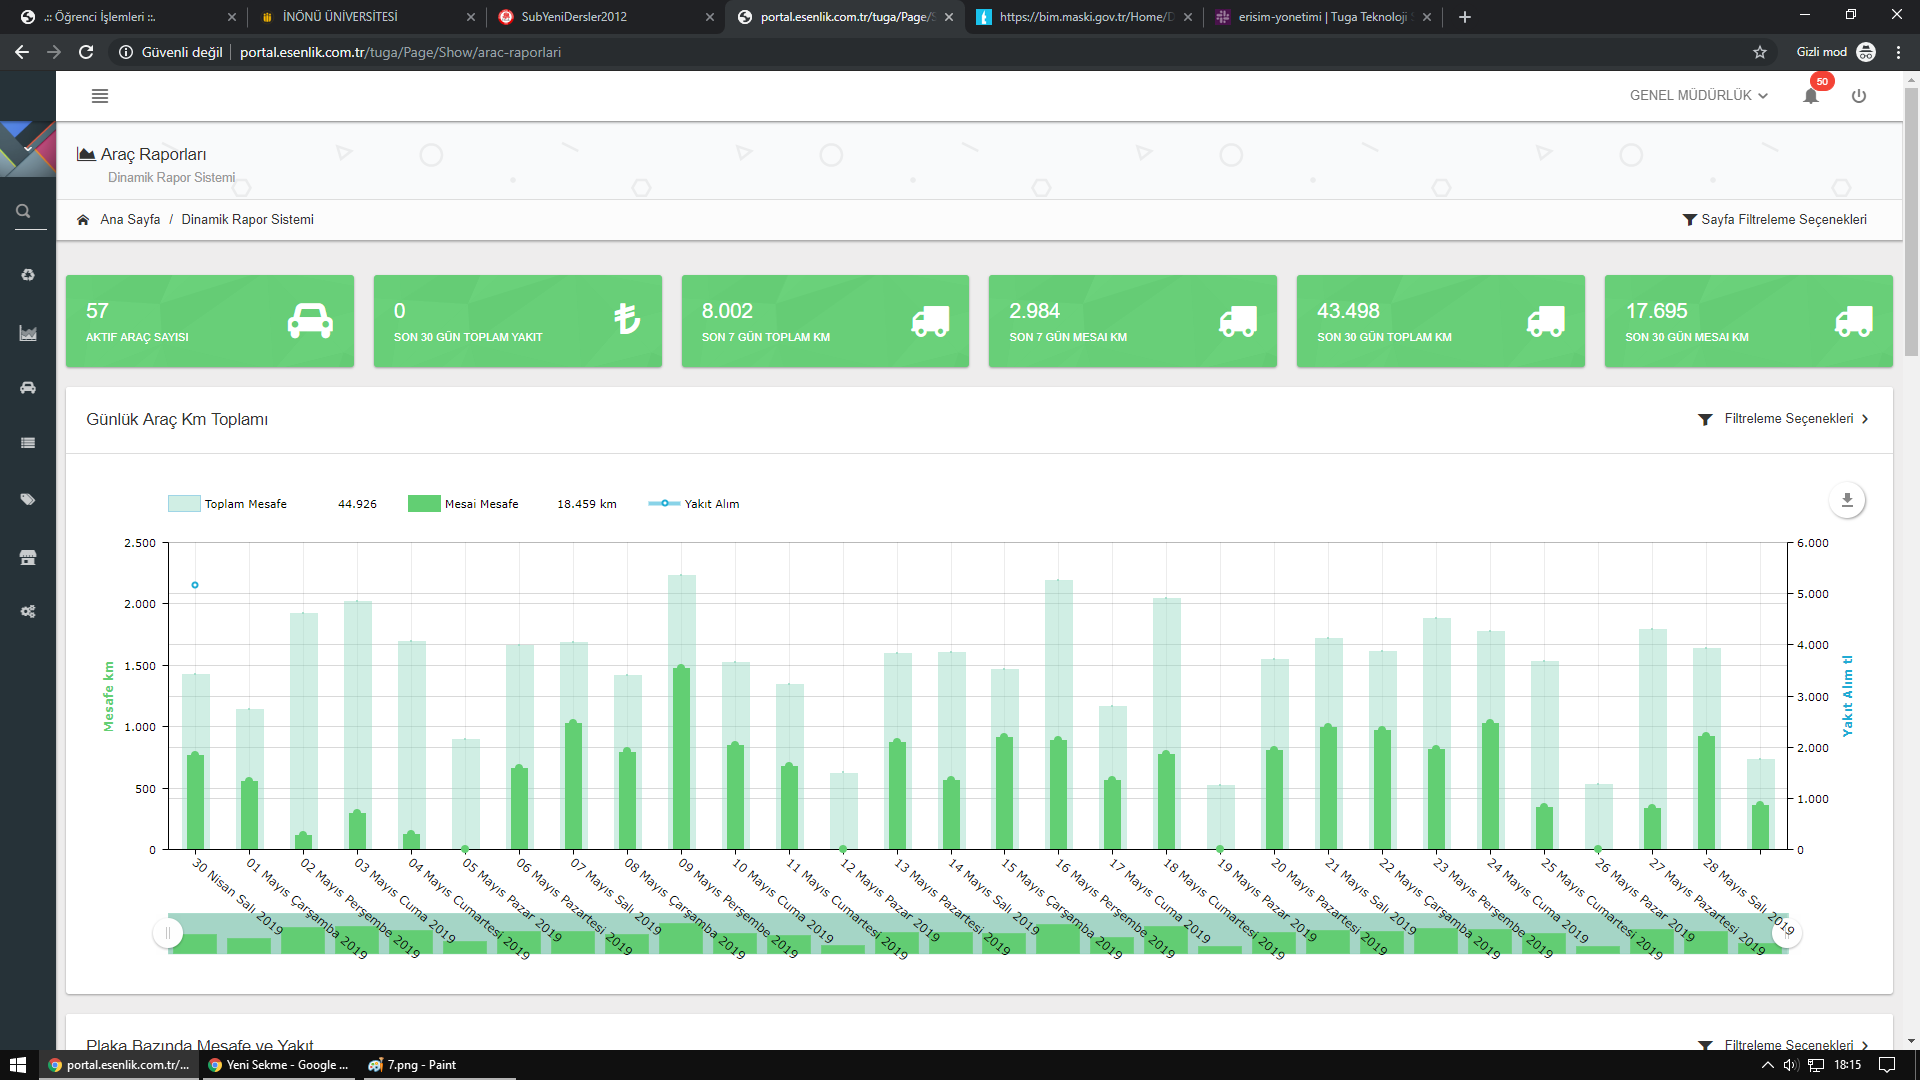 .:: Öğrenci İşlemleri ::.
İNÖNÜ ÜNİVERSİTESİ
SubYeniDersler2012
portal.esenlik.com.tr/tuga/Page/S
https://bim.maski.gov.tr/Home/D
erisim-yonetimi | Tuga Teknoloji
Güvenli değil
portal.esenlik.com.tr/tuga/Page/Show/arac-raporlari
Gizli mod
GENEL MÜDÜRLÜK
50
Araç Raporları
Dinamik Rapor Sistemi
Ana Sayfa / Dinamik Rapor Sistemi
Sayfa Filtreleme Seçenekleri
57
AKTIF ARAÇ SAYISI
0
SON 30 GÜN TOPLAM YAKIT
8.002
SON 7 GÜN TOPLAM KM
2.984
SON 7 GÜN MESAI KM
43.498
SON 30 GÜN TOPLAM KM
17.695
SON 30 GÜN MESAI KM
Günlük Araç Km Toplamı
Filtreleme Seçenekleri
Toplam Mesafe 44.926
Mesai Mesafe 18.459 km
Yakıt Alım
2.500
2.000
1.500
1.000
500
0
Mesafe km
6.000
5.000
4.000
3.000
2.000
1.000
0
Yakıt Alım tl
30 Nisan Salı 2019
01 Mayıs Çarşamba 2019
02 Mayıs Perşembe 2019
03 Mayıs Cuma 2019
04 Mayıs Cumartesi 2019
05 Mayıs Pazar 2019
06 Mayıs Pazartesi 2019
07 Mayıs Salı 2019
08 Mayıs Çarşamba 2019
09 Mayıs Perşembe 2019
10 Mayıs Cuma 2019
11 Mayıs Cumartesi 2019
12 Mayıs Pazar 2019
13 Mayıs Pazartesi 2019
14 Mayıs Salı 2019
15 Mayıs Çarşamba 2019
16 Mayıs Perşembe 2019
17 Mayıs Cuma 2019
18 Mayıs Cumartesi 2019
19 Mayıs Pazar 2019
20 Mayıs Pazartesi 2019
21 Mayıs Salı 2019
22 Mayıs Çarşamba 2019
23 Mayıs Perşembe 2019
24 Mayıs Cuma 2019
25 Mayıs Cumartesi 2019
26 Mayıs Pazar 2019
27 Mayıs Pazartesi 2019
28 Mayıs Salı 2019
Plaka Bazında Mesafe ve Yakıt
Filtreleme Seçenekleri
portal.esenlik.com.tr/...
Yeni Sekme - Google ...
7.png - Paint
18:15